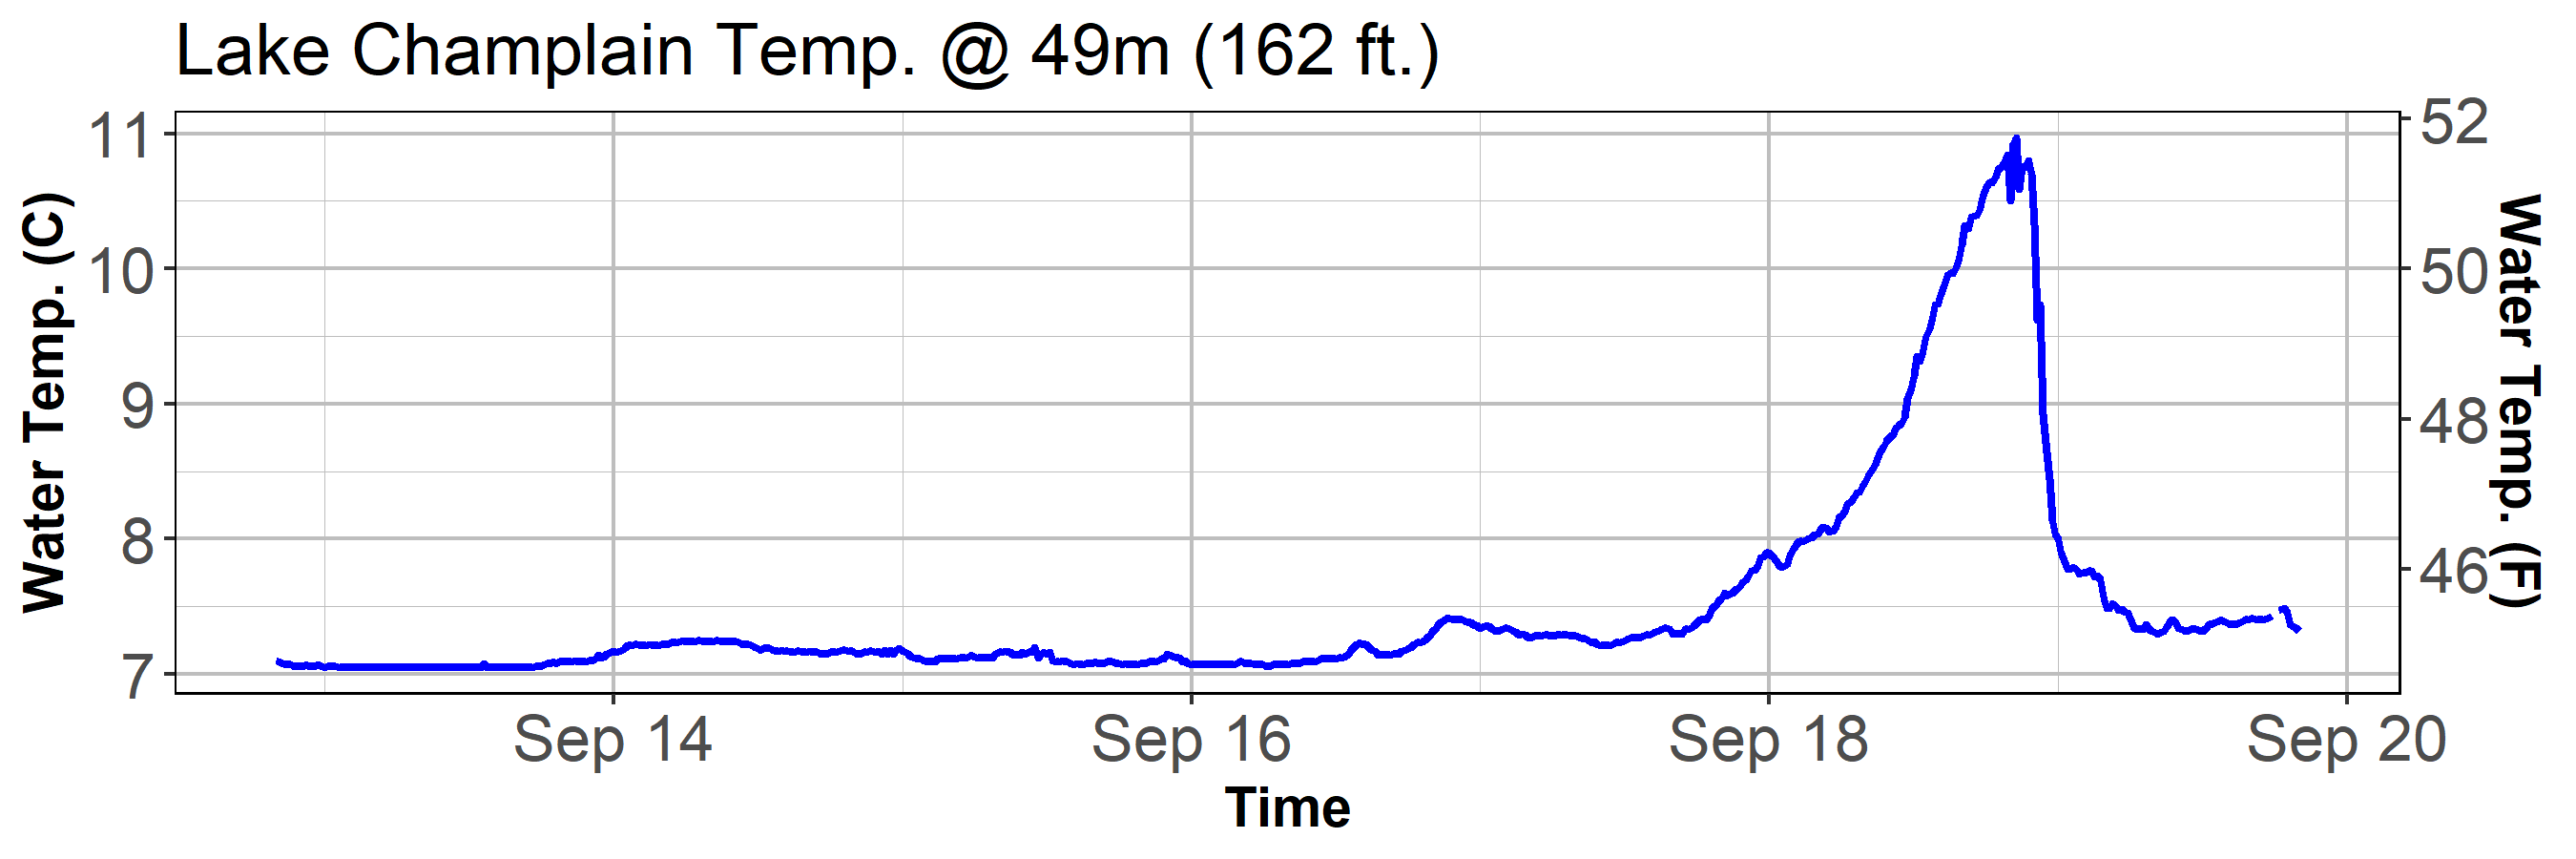 Lake Champlain Temp. @ 49m (162 ft.)
Water Temp. (C)
11
10
9
8
7
52
50
48
46
Water Temp. (F)
Sep 14
Sep 16
Sep 18
Sep 20
Time